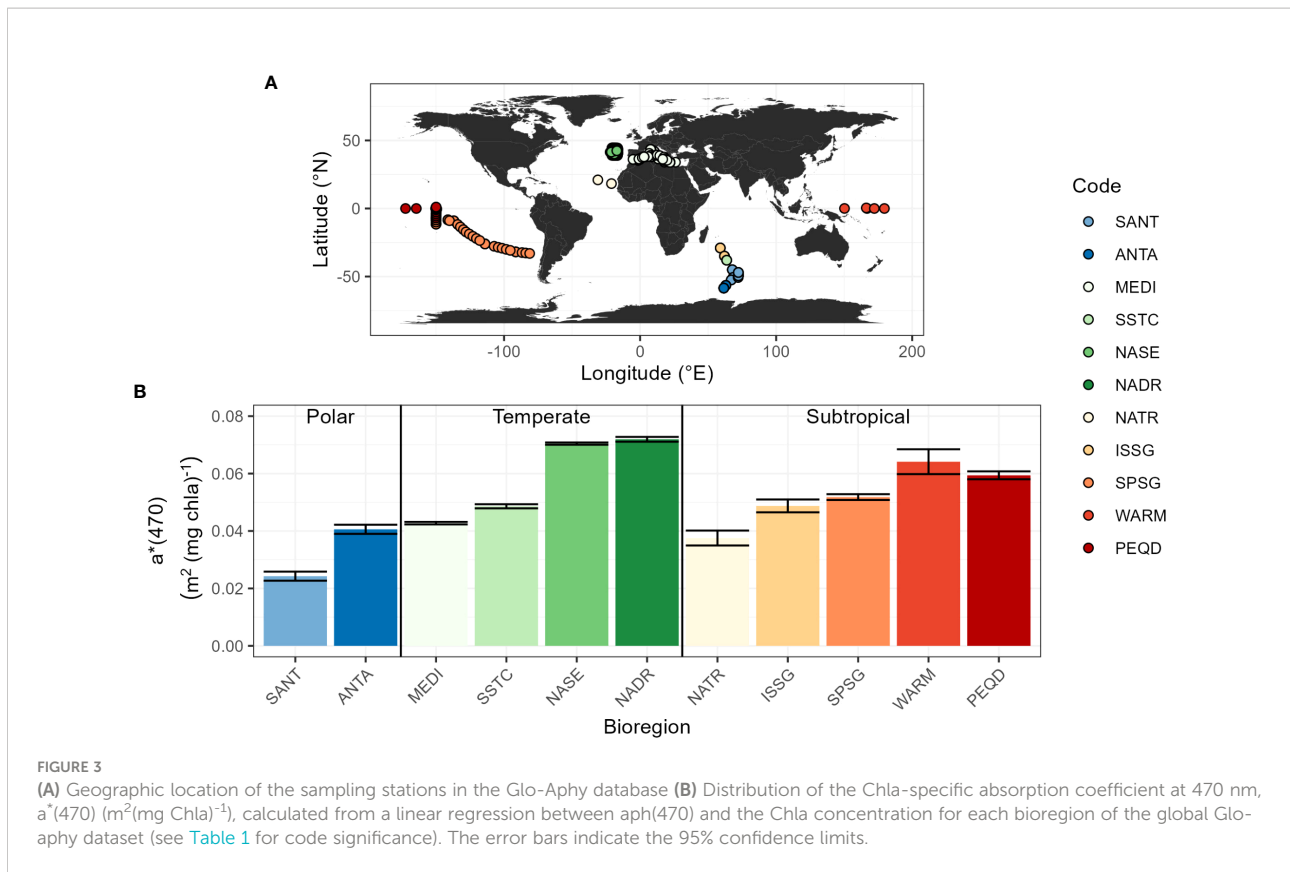 A
50
0
-50
Latitude (°N)
-100
0
100
200
Longitude (°E)
Code
SANT
ANTA
MEDI
SSTC
NASE
NADR
NATR
ISSG
SPSG
WARM
PEQD
B
Polar
Temperate
Subtropical
0.08
0.06
0.04
0.02
0.00
a*(470)
(m² (mg chla)⁻¹)
SANT
ANTA
MEDI
SSTC
NASE
NADR
NATR
ISSG
SPSG
WARM
PEQD
Bioregion
FIGURE 3
(A) Geographic location of the sampling stations in the Glo-Aphy database (B) Distribution of the Chla-specific absorption coefficient at 470 nm,
a*(470) (m²(mg Chla)⁻¹), calculated from a linear regression between aph(470) and the Chla concentration for each bioregion of the global Glo-
aphy dataset (see Table 1 for code significance). The error bars indicate the 95% confidence limits.